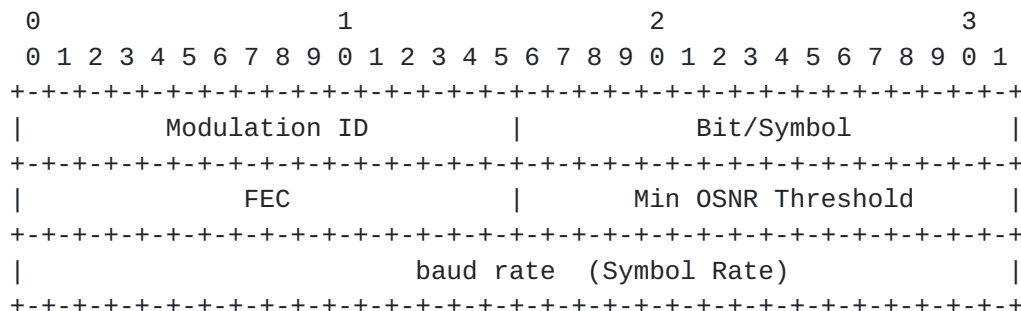 0                   1                   2                   3
 0 1 2 3 4 5 6 7 8 9 0 1 2 3 4 5 6 7 8 9 0 1 2 3 4 5 6 7 8 9 0 1
+-+-+-+-+-+-+-+-+-+-+-+-+-+-+-+-+-+-+-+-+-+-+-+-+-+-+-+-+-+-+-+-+
|         Modulation ID         |           Bit/Symbol          |
+-+-+-+-+-+-+-+-+-+-+-+-+-+-+-+-+-+-+-+-+-+-+-+-+-+-+-+-+-+-+-+-+
|              FEC              |       Min OSNR Threshold      |
+-+-+-+-+-+-+-+-+-+-+-+-+-+-+-+-+-+-+-+-+-+-+-+-+-+-+-+-+-+-+-+-+
|                         baud rate  (Symbol Rate)              |
+-+-+-+-+-+-+-+-+-+-+-+-+-+-+-+-+-+-+-+-+-+-+-+-+-+-+-+-+-+-+-+-+